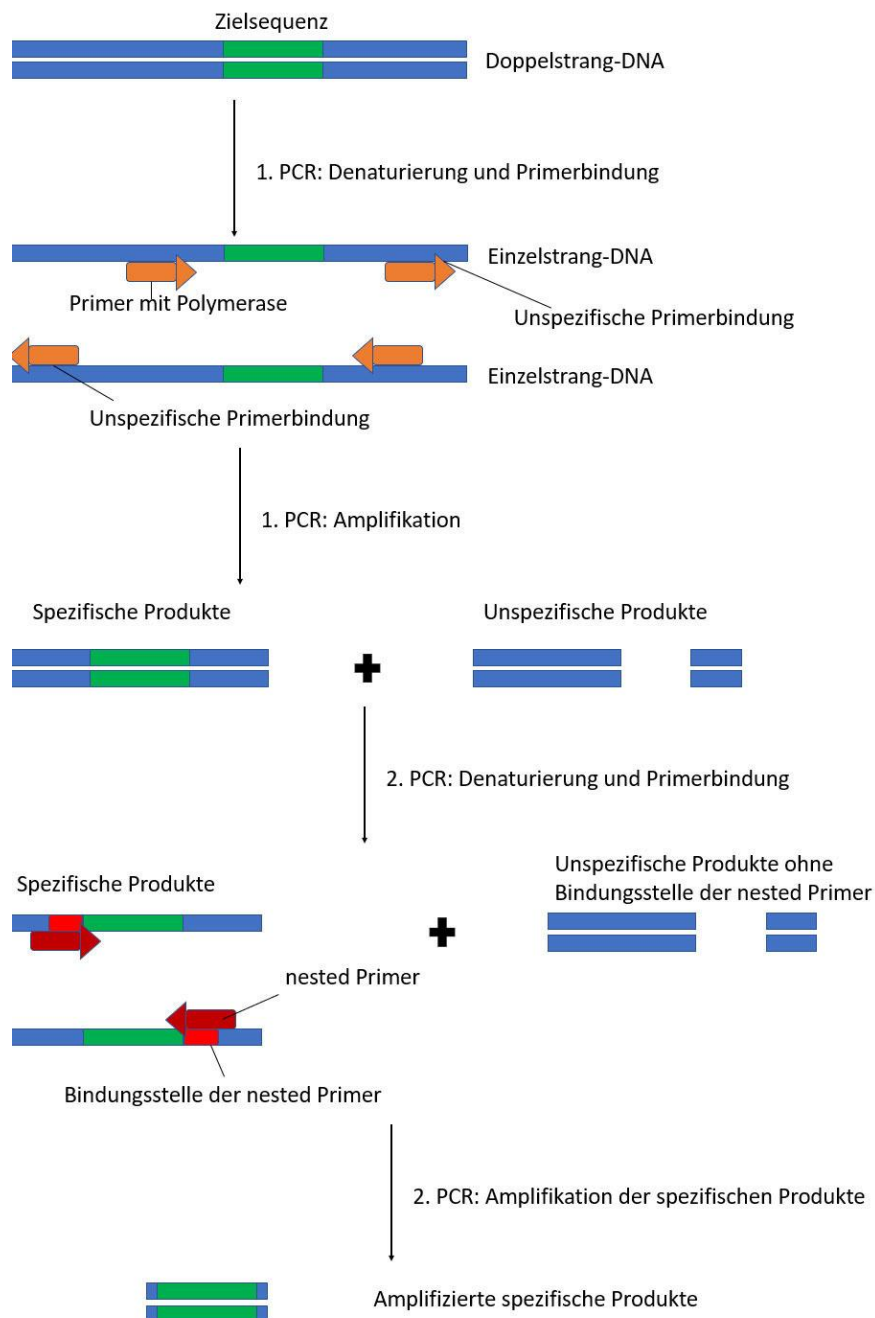 Zielsequenz
Doppelstrang-DNA
1. PCR: Denaturierung und Primerbindung
Einzelstrang-DNA
Primer mit Polymerase
Unspezifische Primerbindung
Einzelstrang-DNA
Unspezifische Primerbindung
1. PCR: Amplifikation
Spezifische Produkte
Unspezifische Produkte
2. PCR: Denaturierung und Primerbindung
Unspezifische Produkte ohne
Bindungsstelle der nested Primer
Spezifische Produkte
nested Primer
Bindungsstelle der nested Primer
2. PCR: Amplifikation der spezifischen Produkte
Amplifizierte spezifische Produkte